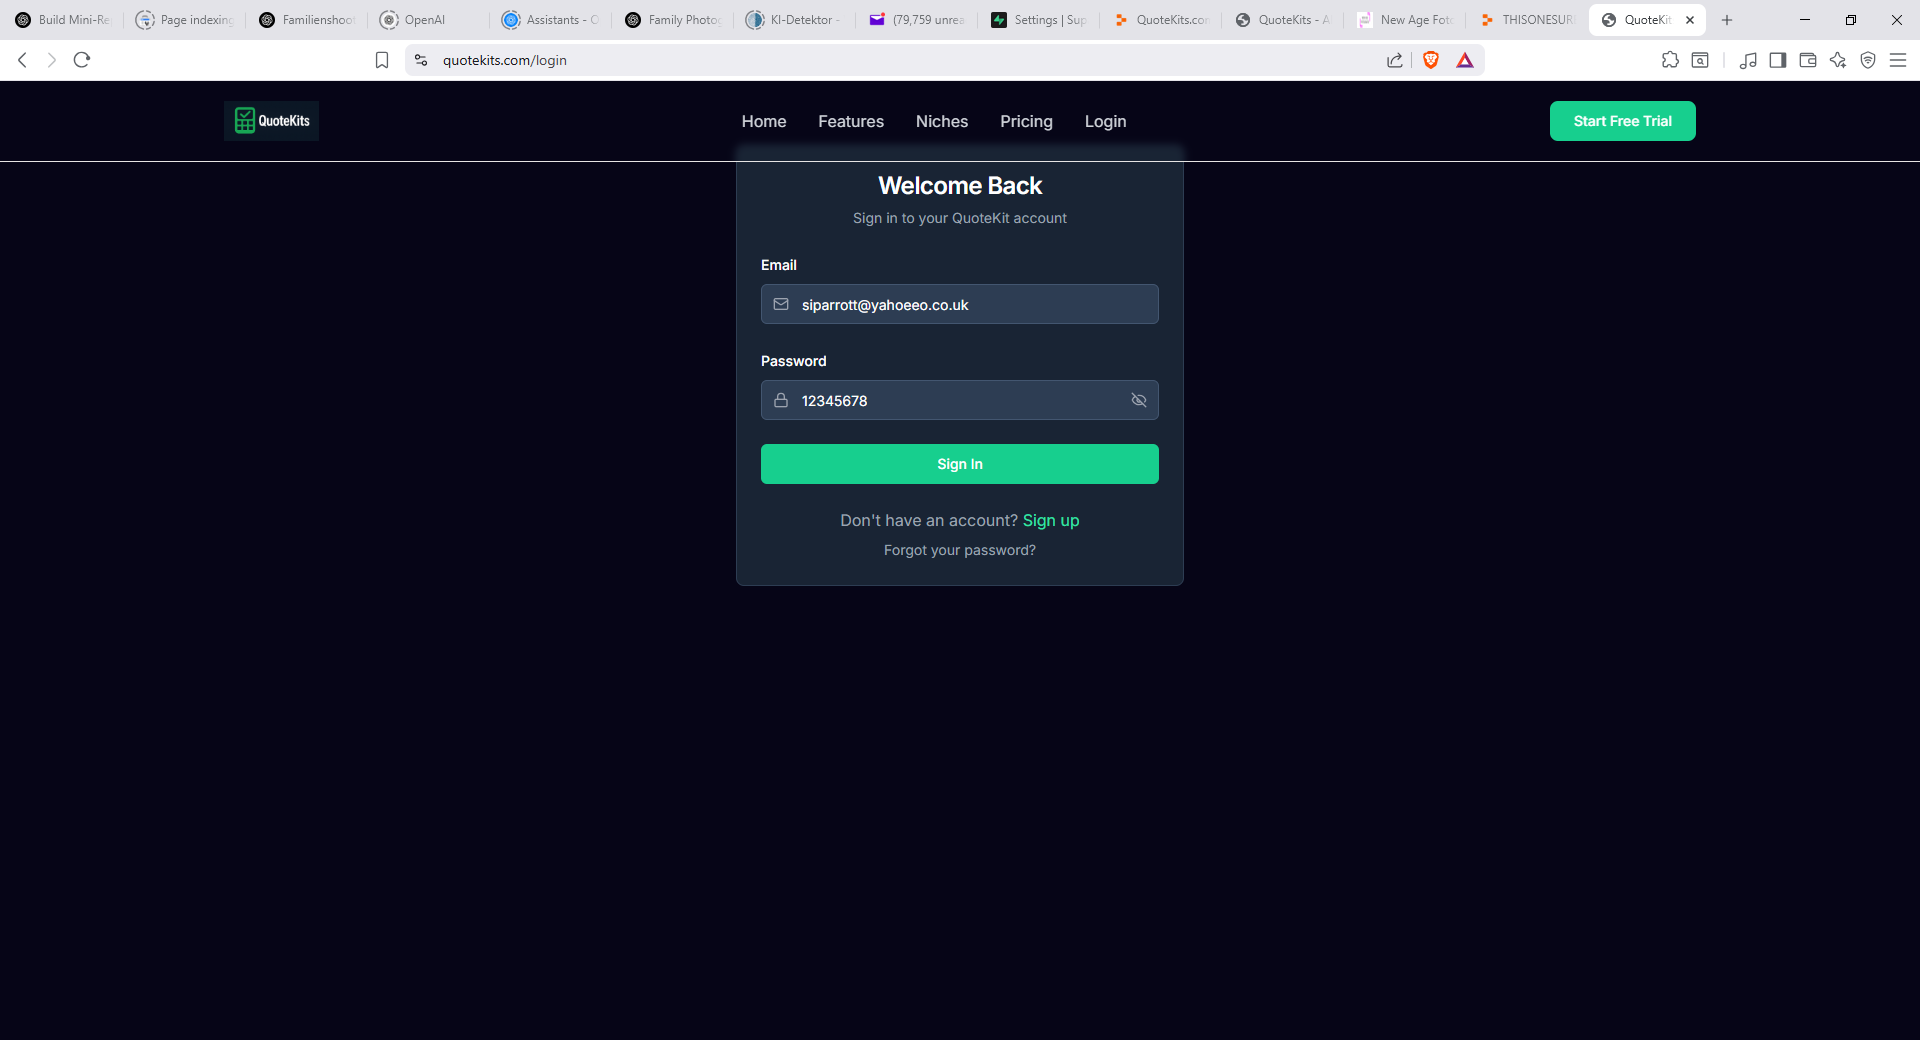 Build Mini-Re
Page indexing
Familienshoot
OpenAI
Assistants - O
Family Photog
KI-Detektor -
(79,759 unrea
Settings | Sup
QuoteKits.com
QuoteKits - A
New Age Foto
THISONESUR
QuoteKit
quotekits.com/login
QuoteKits
Home
Features
Niches
Pricing
Login
Start Free Trial
Welcome Back
Sign in to your QuoteKit account
Email
siparrott@yahoeeo.co.uk
Password
12345678
Sign In
Don't have an account? Sign up
Forgot your password?